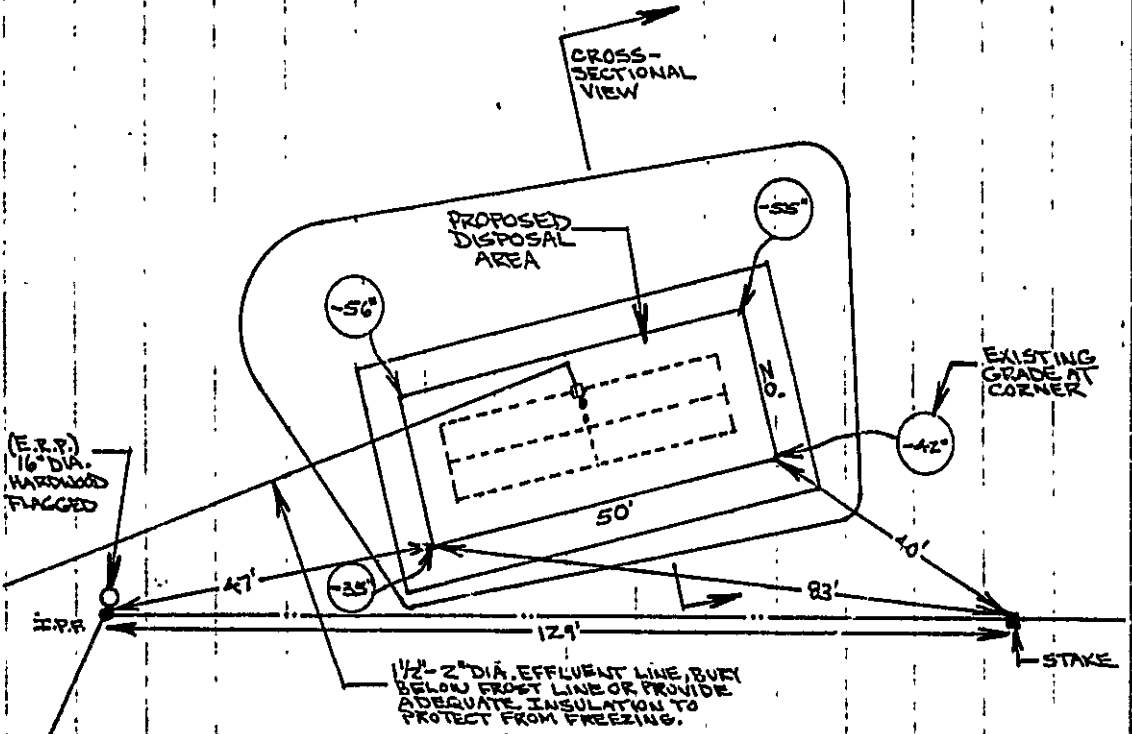 CROSS-
SECTIONAL
VIEW
PROPOSED
DISPOSAL
AREA
-55"
-56"
EXISTING
GRADE AT
CORNER
-42"
(E.R.P.)
16" DIA.
HARDWOOD
FLAGGED
50'
40'
47'
-35"
83'
I.P.F.
129'
STAKE
1½"-2" DIA. EFFLUENT LINE, BURY
BELOW FROST LINE OR PROVIDE
ADEQUATE INSULATION TO
PROTECT FROM FREEZING.